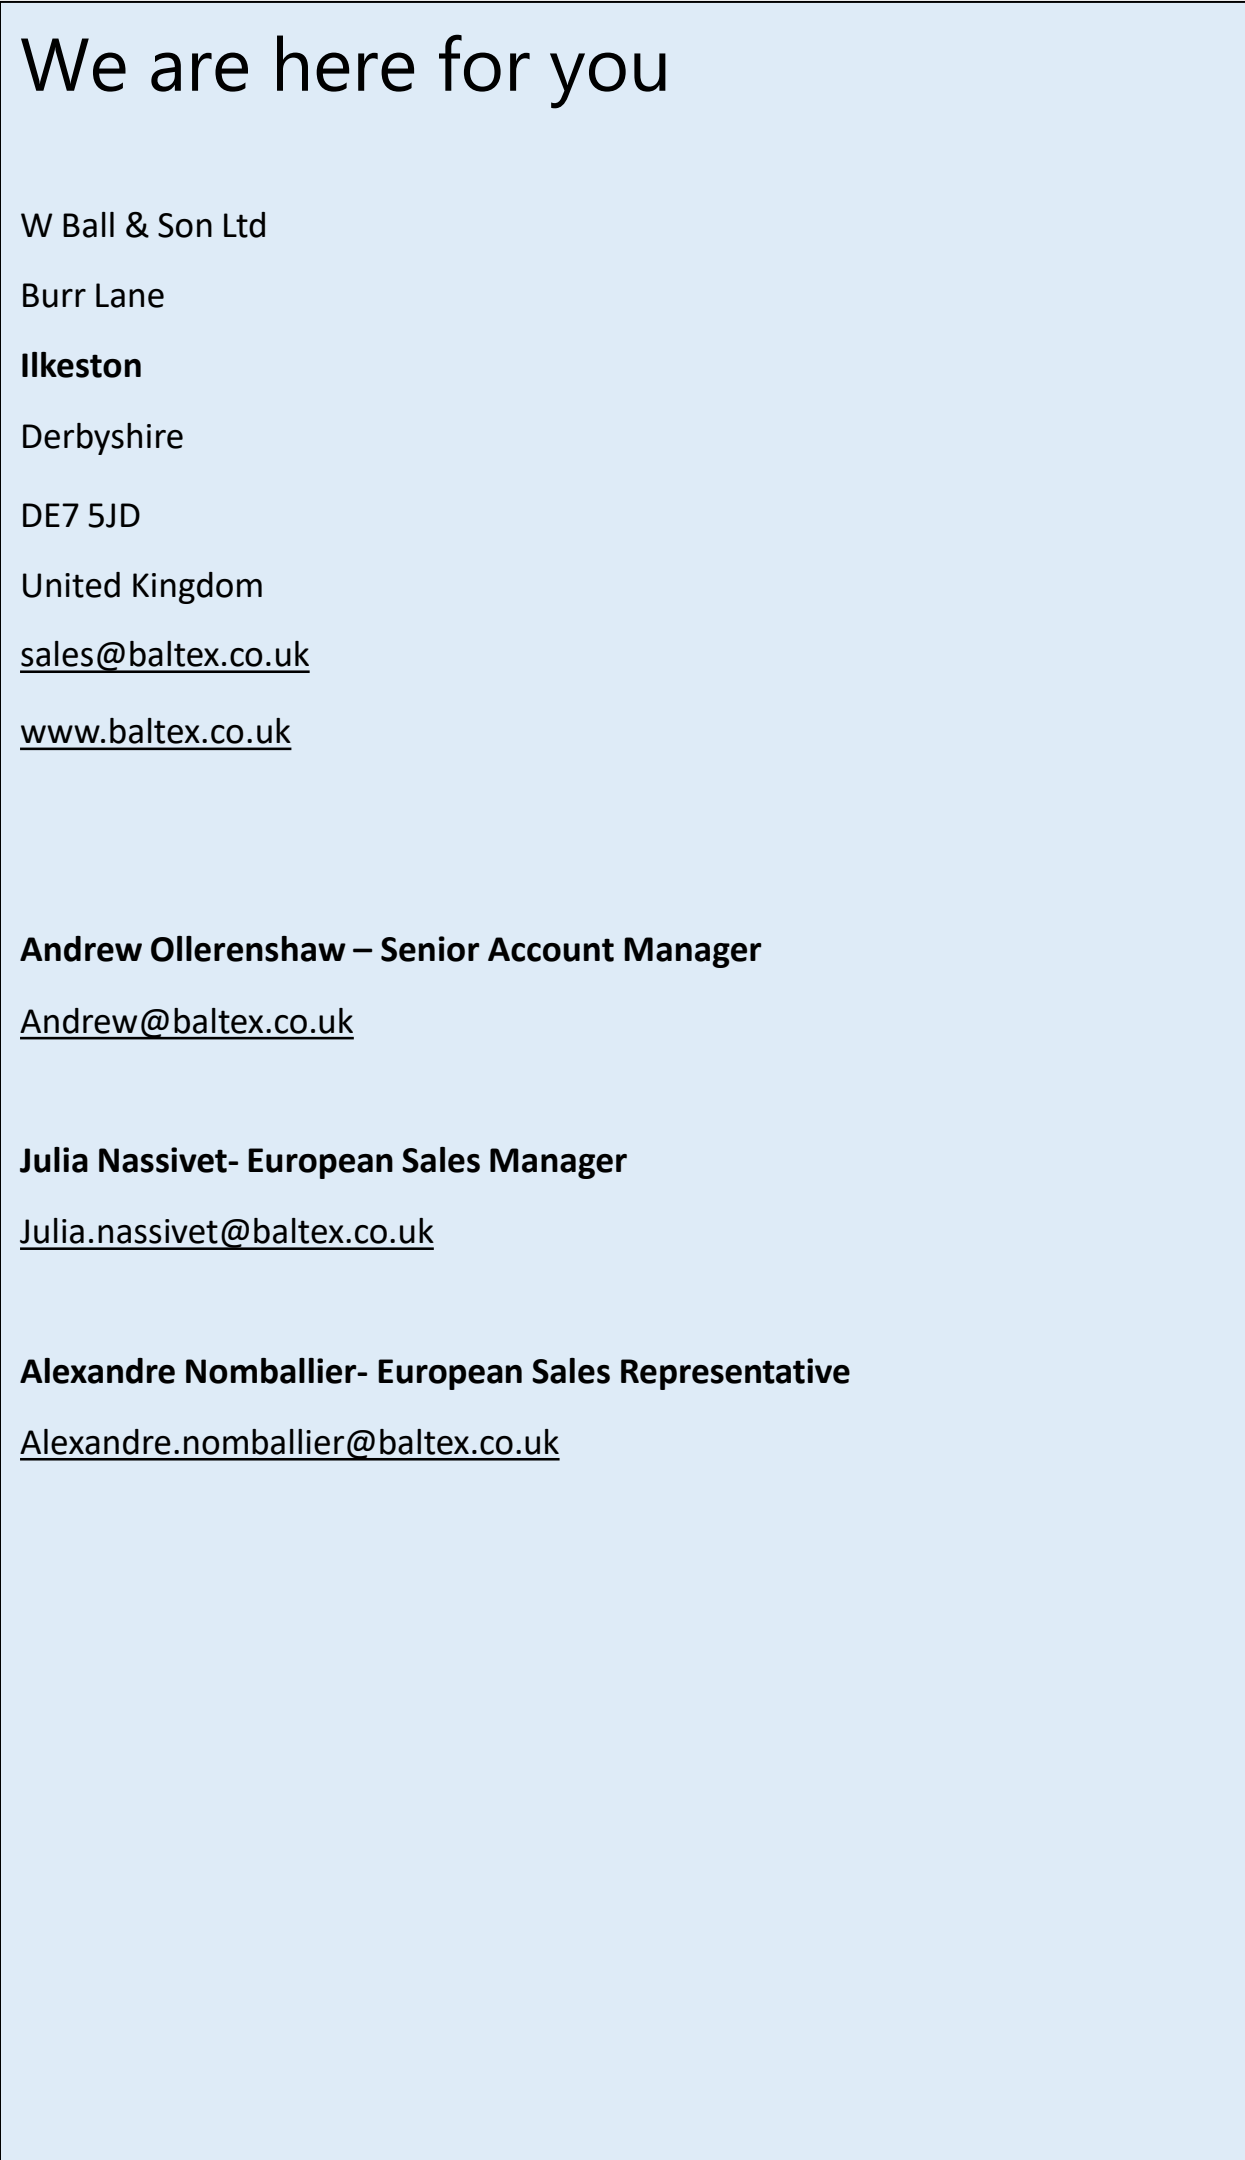 We are here for you
W Ball & Son Ltd
Burr Lane
Ilkeston
Derbyshire
DE7 5JD
United Kingdom
sales@baltex.co.uk
www.baltex.co.uk
Andrew Ollerenshaw – Senior Account Manager
Andrew@baltex.co.uk
Julia Nassivet- European Sales Manager
Julia.nassivet@baltex.co.uk
Alexandre Nomballier- European Sales Representative
Alexandre.nomballier@baltex.co.uk